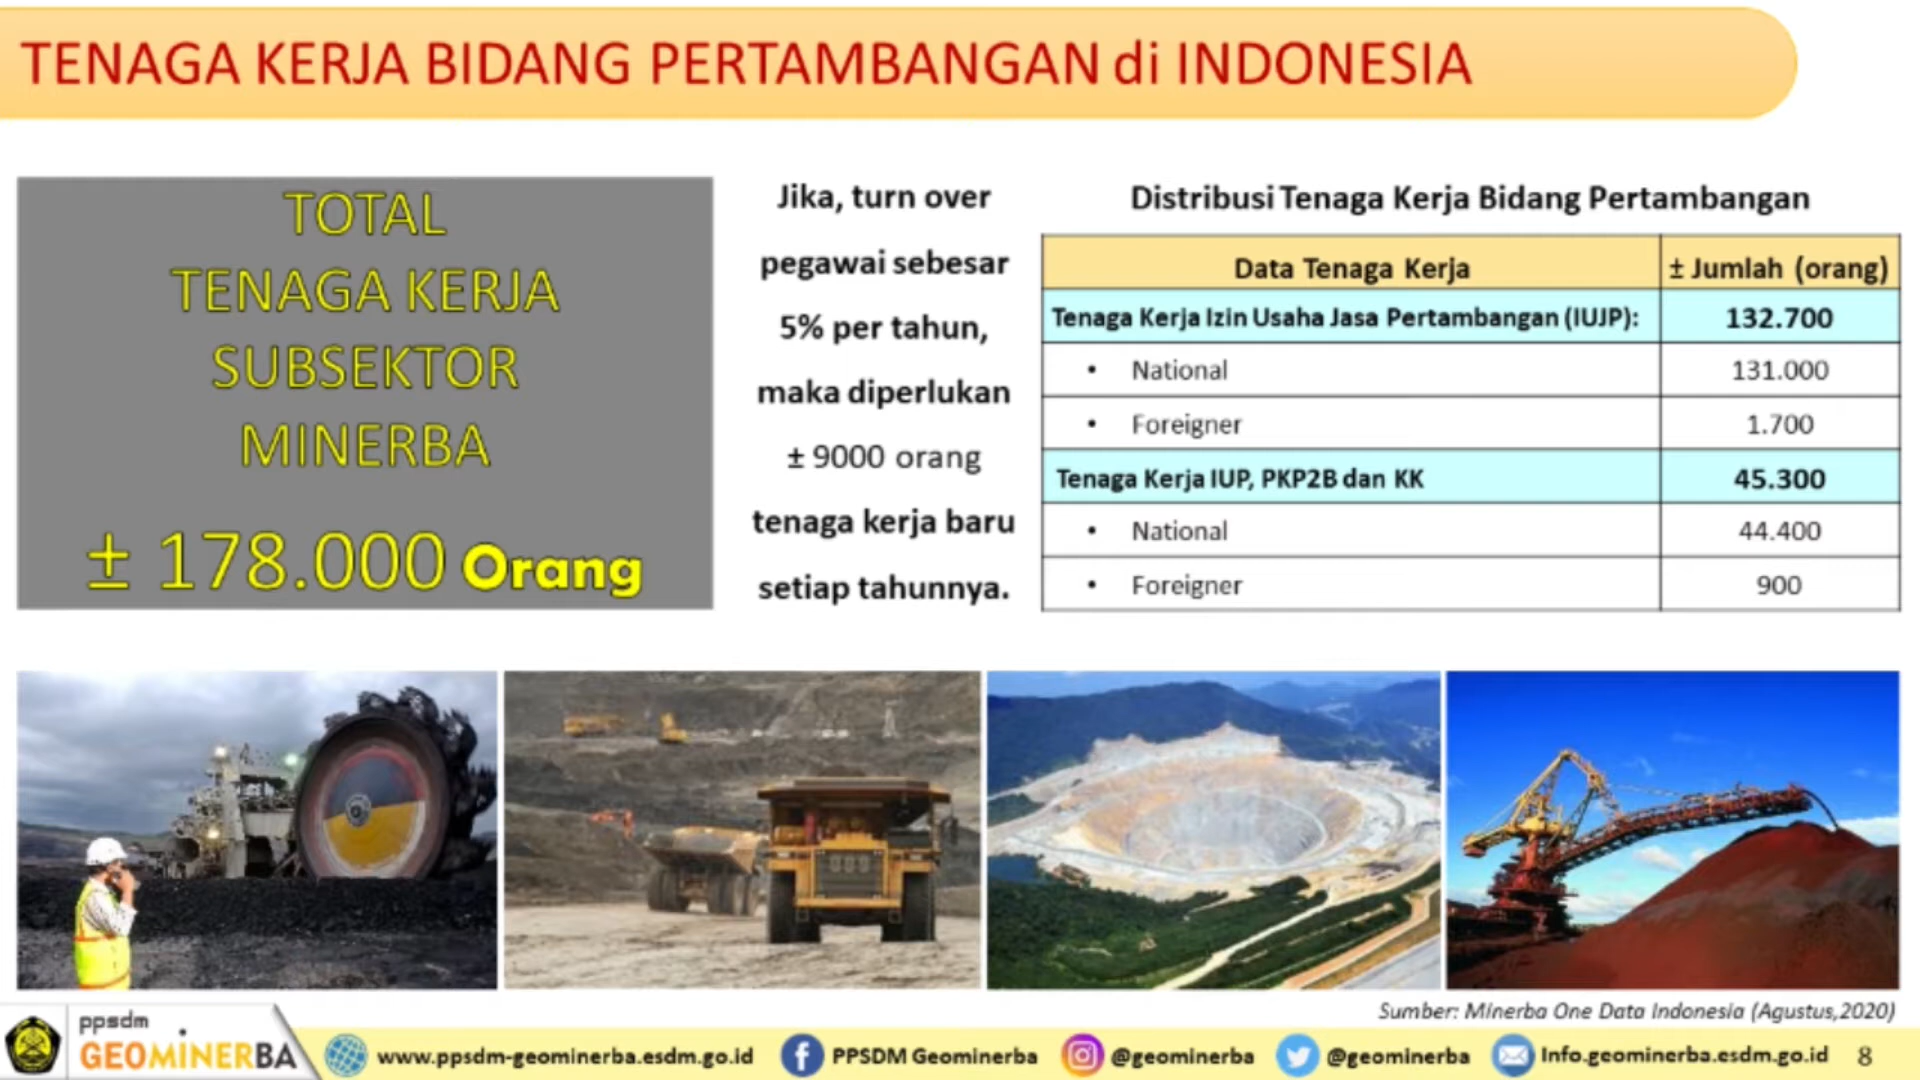 TENAGA KERJA BIDANG PERTAMBANGAN di INDONESIA
TOTAL
TENAGA KERJA
SUBSEKTOR
MINERBA
± 178.000 Orang
Jika, turn over
pegawai sebesar
5% per tahun,
maka diperlukan
± 9000 orang
tenaga kerja baru
setiap tahunnya.
Distribusi Tenaga Kerja Bidang Pertambangan
Data Tenaga Kerja ± Jumlah (orang)
Tenaga Kerja Izin Usaha Jasa Pertambangan (IUJP): 132.700
• National 131.000
• Foreigner 1.700
Tenaga Kerja IUP, PKP2B dan KK 45.300
• National 44.400
• Foreigner 900
Sumber: Minerba One Data Indonesia (Agustus,2020)
ppsdm
GEOMINERBA
www.ppsdm-geominerba.esdm.go.id PPSDM Geominerba @geominerba @geominerba Info.geominerba.esdm.go.id 8